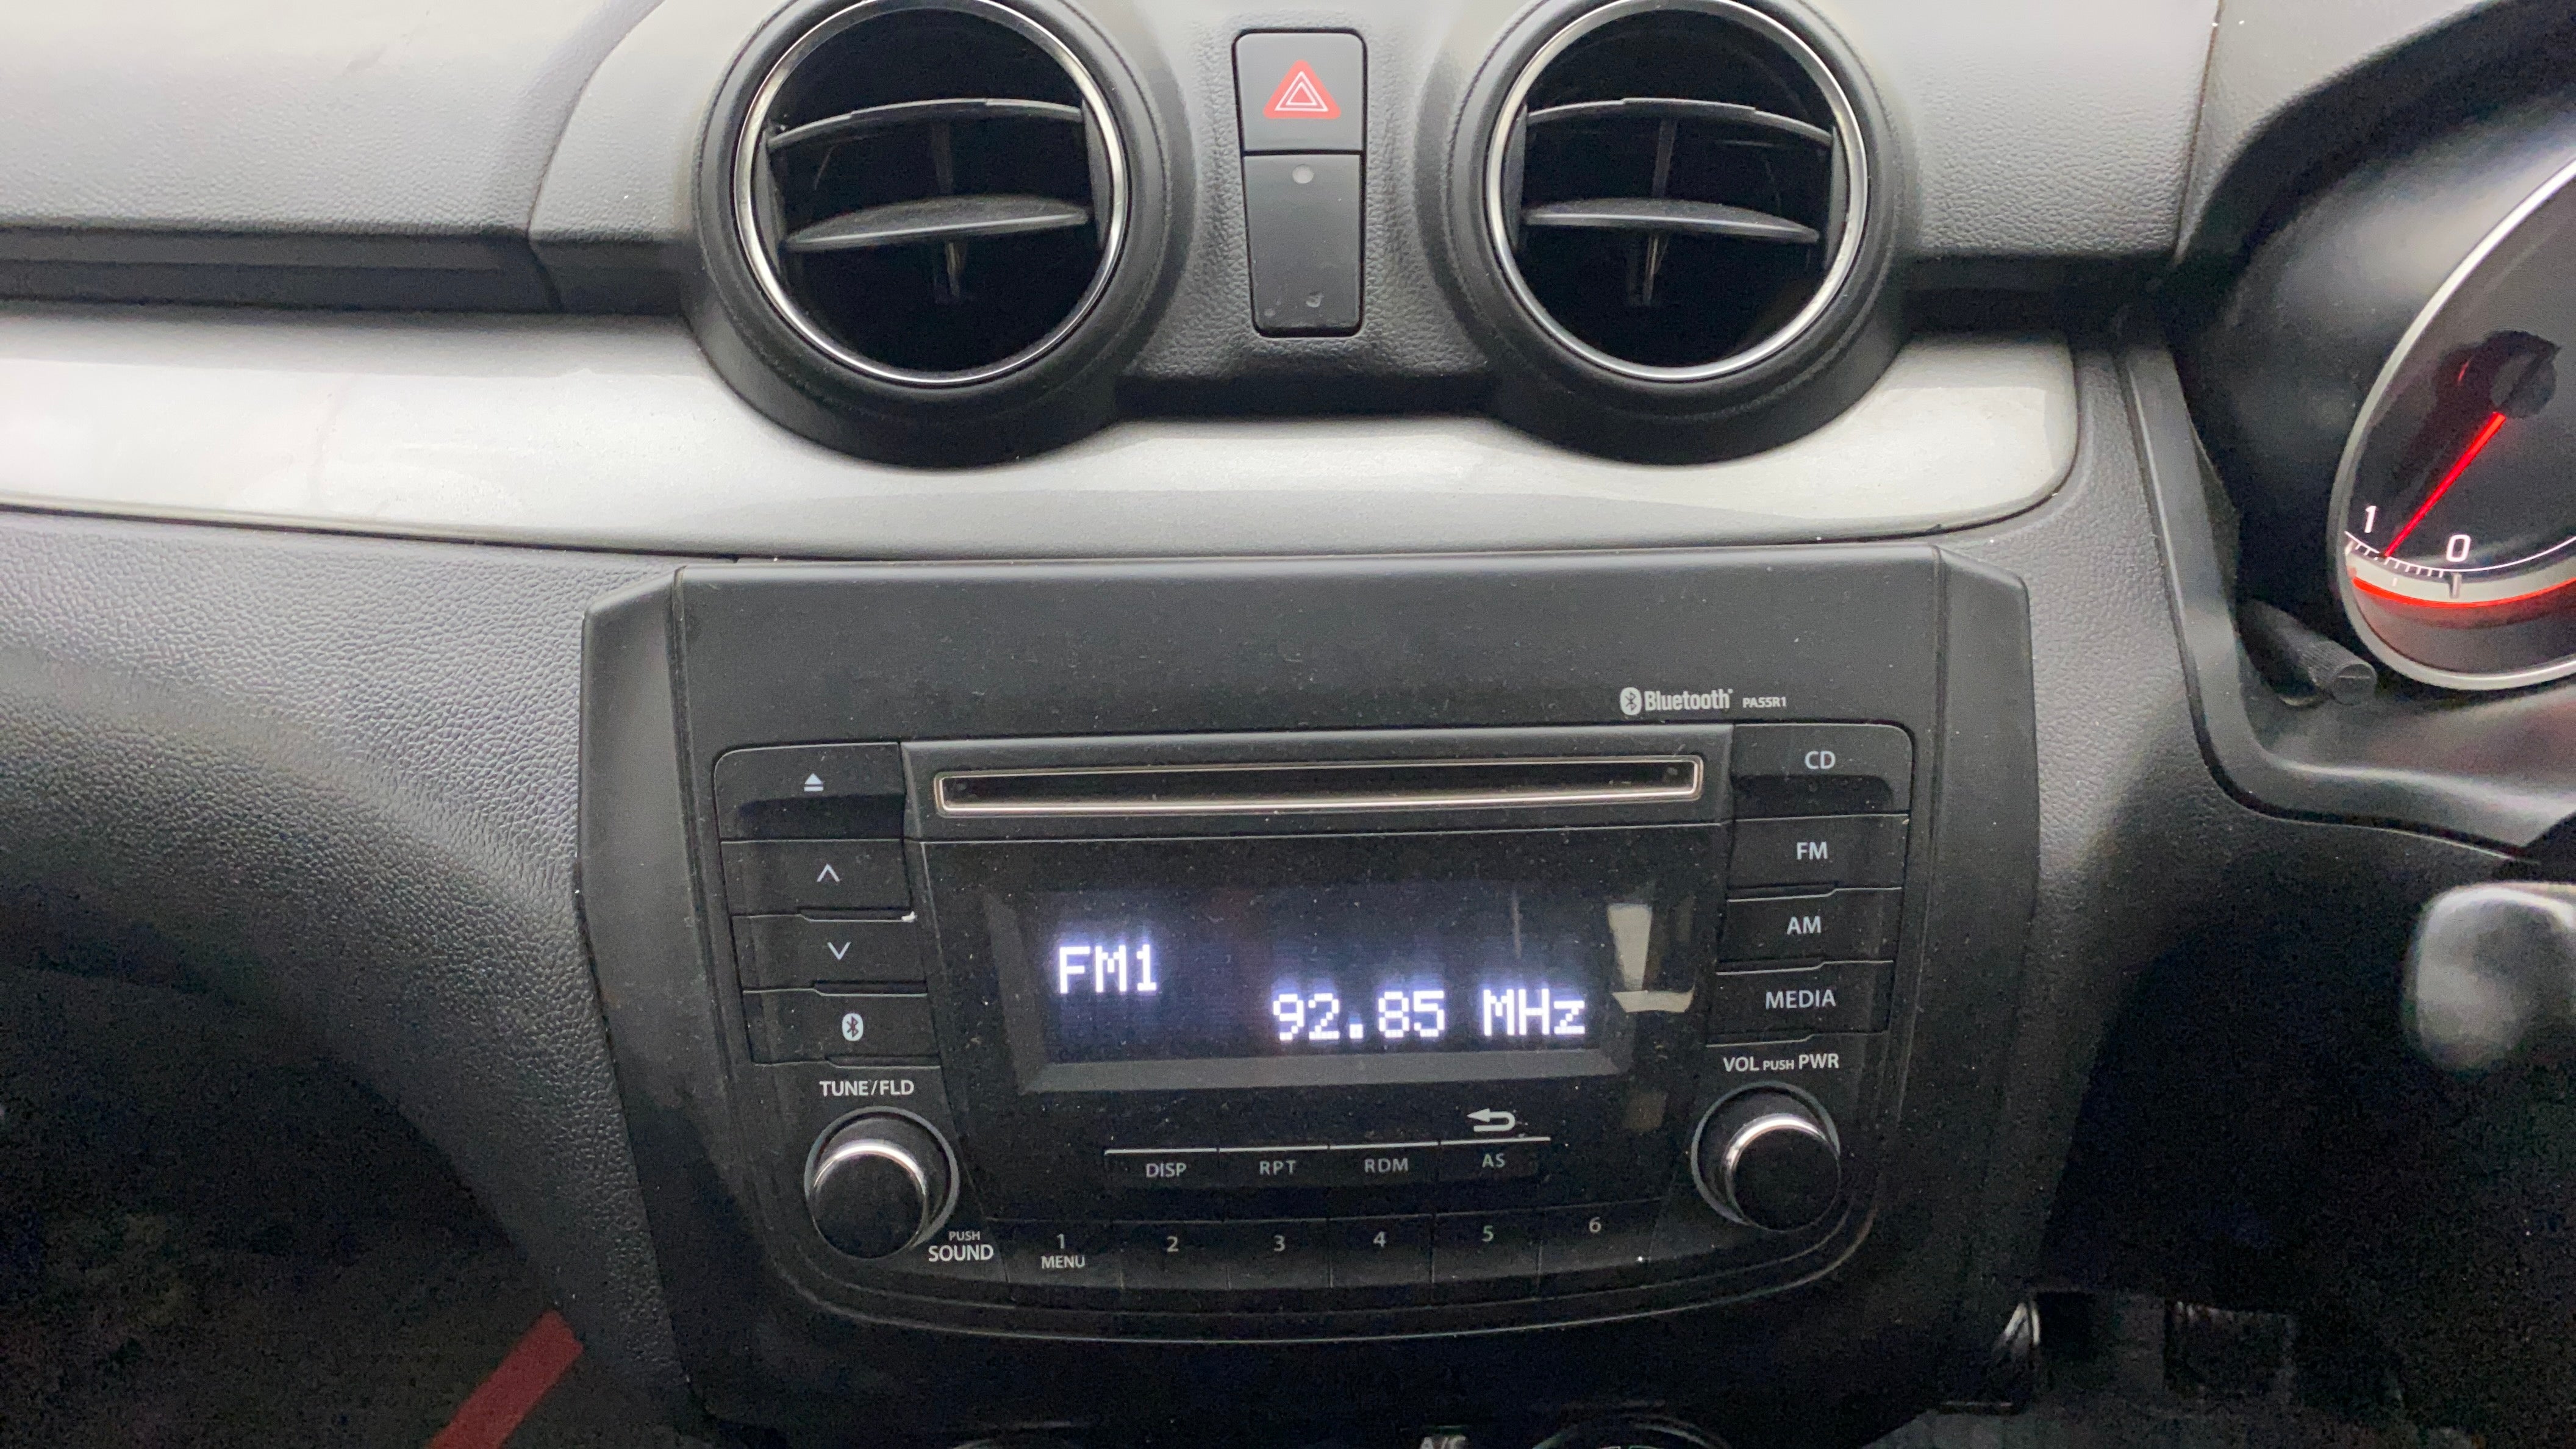 1
0
Bluetooth® PA5SR1
CD
FM
AM
MEDIA
FM1
92.85 MHz
TUNE/FLD
VOL PUSH PWR
DISP RPT RDM AS
PUSH
SOUND
1 2 3 4 5 6
MENU
A/C